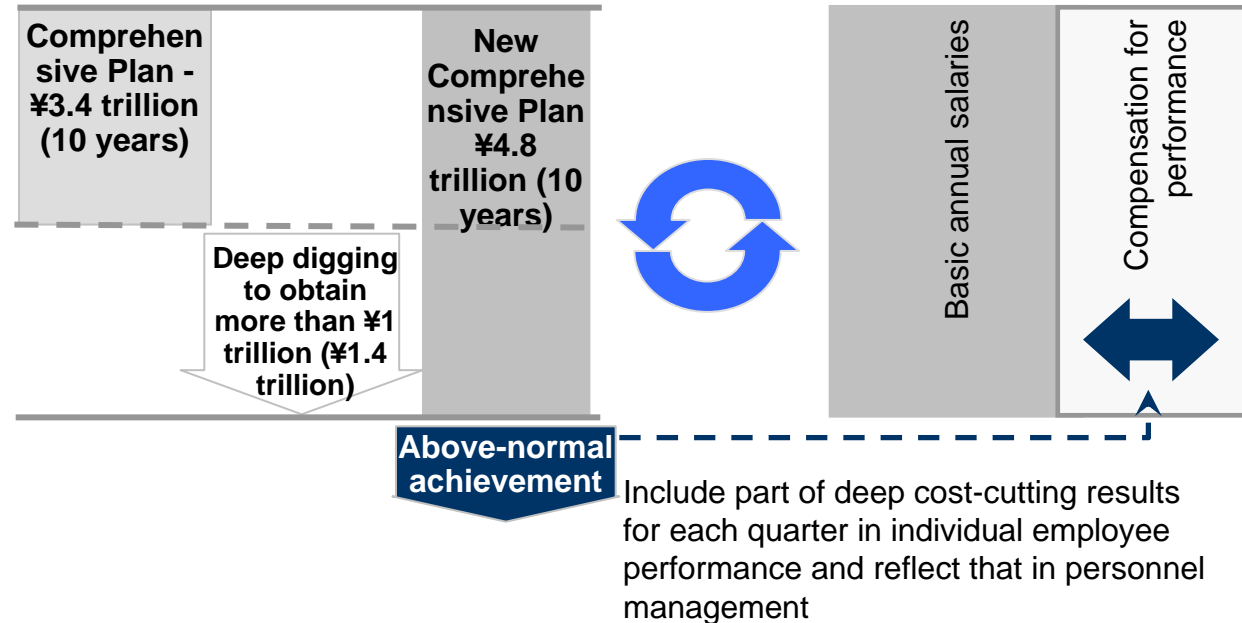 Comprehen
sive Plan -
¥3.4 trillion
(10 years)
Deep digging
to obtain
more than ¥1
trillion (¥1.4
trillion)
New
Comprehe
nsive Plan
¥4.8
trillion (10
years)
Above-normal
achievement
Basic annual salaries
Compensation for
performance
Include part of deep cost-cutting results
for each quarter in individual employee
performance and reflect that in personnel
management